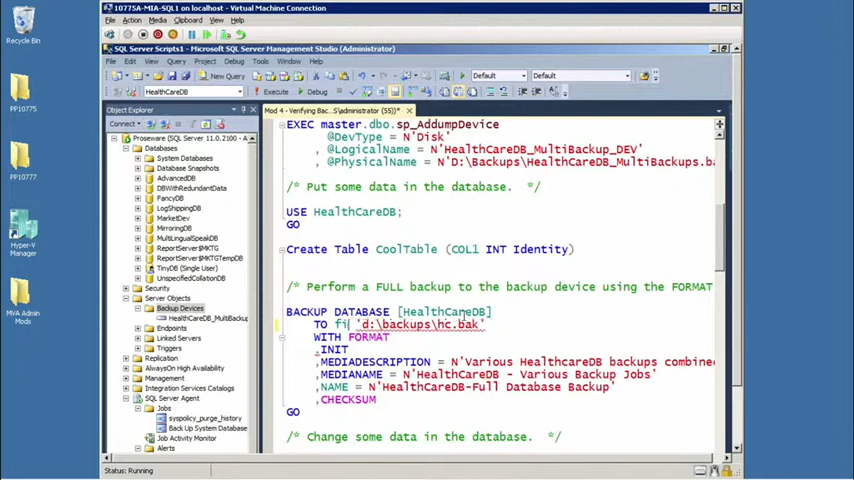 10775A-MIA-SQL1 on localhost - Virtual Machine Connection
File Action Media Clipboard View Help
SQL Server Scripts1 - Microsoft SQL Server Management Studio (Administrator)
File Edit View Query Project Debug Tools Window Help
New Query
Default
Default
HealthCareDB
Execute
Debug
Object Explorer
Connect
Proseware (SQL Server 11.0.2100 -
Databases
System Databases
Database Snapshots
AdvancedDB
DBWithRedundantData
FancyDB
LogShippingDB
MarketDev
MirroringDB
MultiLingualSpeakDB
ReportServer$MKTG
ReportServer$MKTGTempDB
TinyDB (Single User)
UnspecifiedCollationDB
Security
Server Objects
Backup Devices
HealthCareDB_MultiBackup
Endpoints
Linked Servers
Triggers
Replication
AlwaysOn High Availability
Management
Integration Services Catalogs
SQL Server Agent
Jobs
syspolicy_purge_history
Back Up System Database
Job Activity Monitor
Alerts
Mod 4 - Verifying Bac...S\administrator (55))*
EXEC master.dbo.sp_AddumpDevice
@DevType = N'Disk'
, @LogicalName = N'HealthCareDB_MultiBackup_DEV'
, @PhysicalName = N'D:\Backups\HealthCareDB_MultiBackups.ba
/* Put some data in the database. */
USE HealthCareDB;
GO
Create Table CoolTable (COL1 INT Identity)
/* Perform a FULL backup to the backup device using the FORMAT
BACKUP DATABASE [HealthCareDB]
TO fi 'd:\backups\hc.bak'
WITH FORMAT
,INIT
,MEDIADESCRIPTION = N'Various HealthCareDB backups combine
,MEDIANAME = N'HealthCareDB - Various Backup Jobs'
,NAME = N'HealthCareDB-Full Database Backup'
,CHECKSUM
GO
/* Change some data in the database. */
Status: Running
Recycle Bin
PP10775
PP10777
Hyper-V
Manager
MVA Admin
Mods